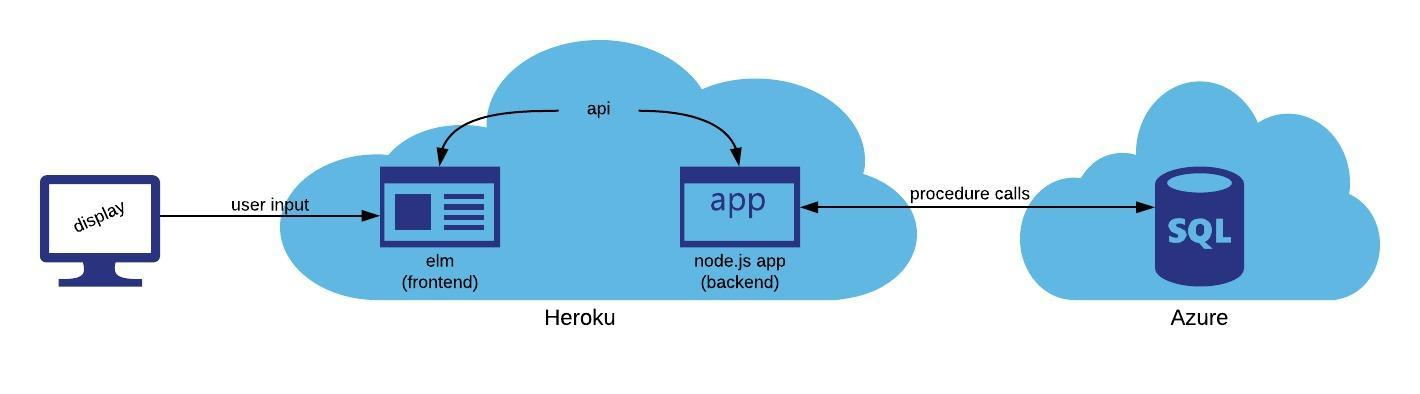 display
user input
api
elm
(frontend)
app
node.js app
(backend)
Heroku
procedure calls
SQL
Azure